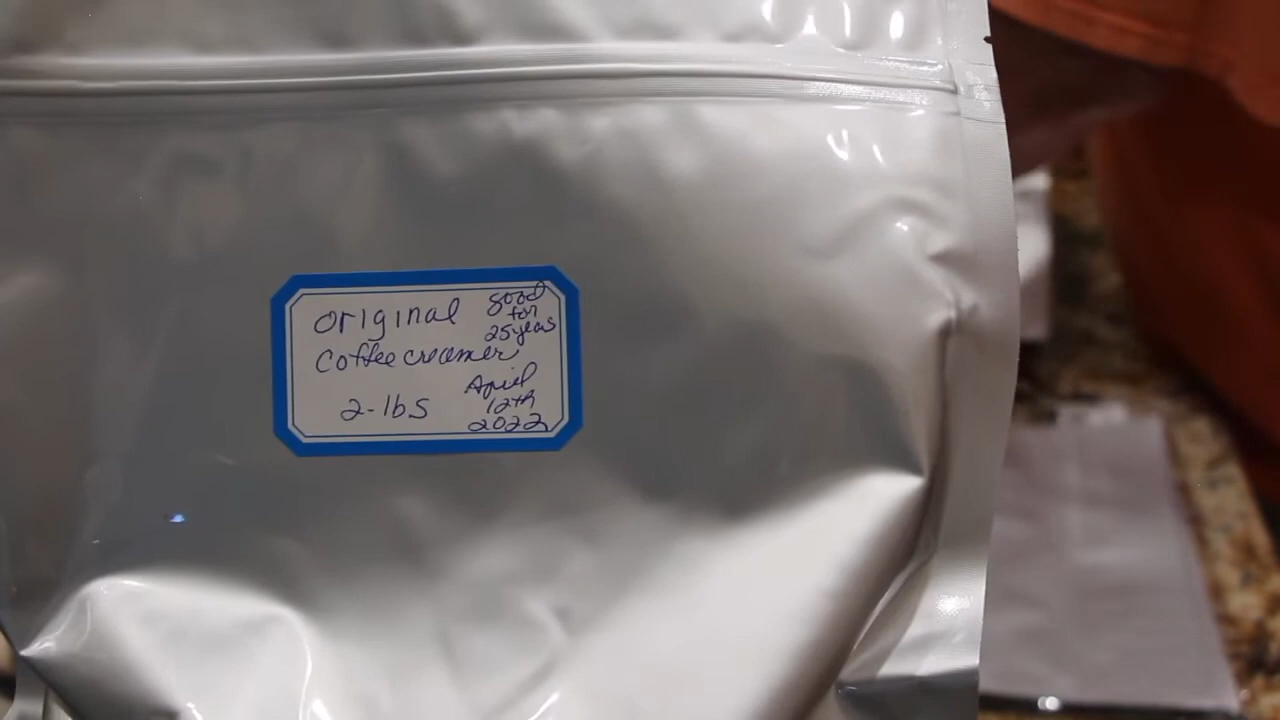 original
coffee creamer
2-lbs
good
for
25 years
April
12th
2022